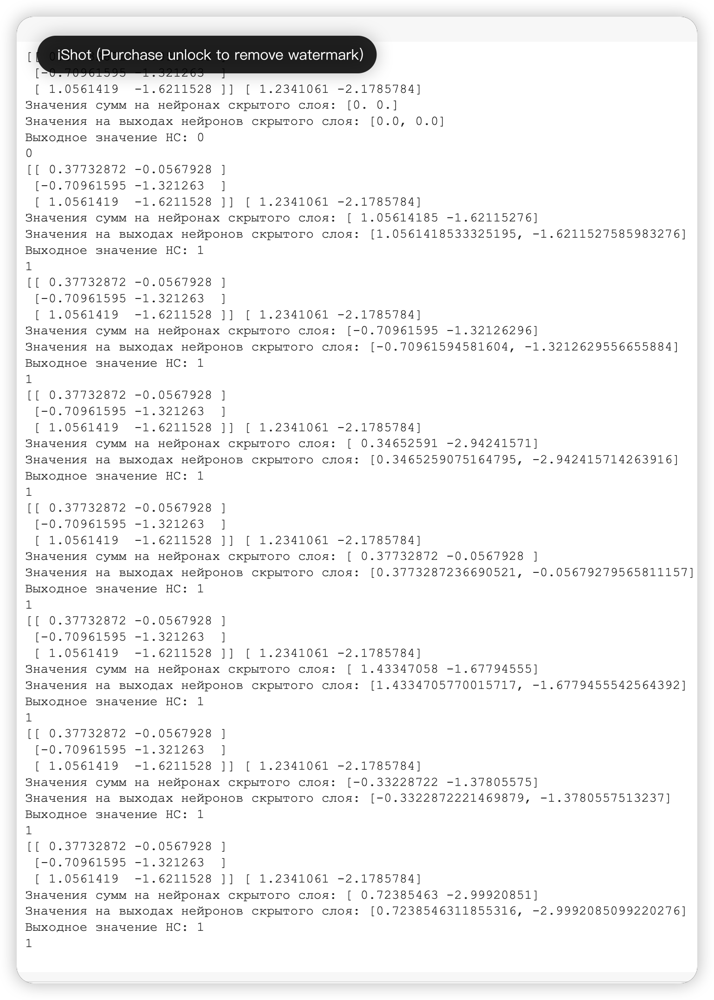 iShot (Purchase unlock to remove watermark)
[[
[-0.70961595 -1.321263  ]
[ 1.0561419  -1.6211528 ]] [ 1.2341061 -2.1785784]
Значения сумм на нейронах скрытого слоя: [0. 0.]
Значения на выходах нейронов скрытого слоя: [0.0, 0.0]
Выходное значение НС: 0
0
[[ 0.37732872 -0.0567928 ]
[-0.70961595 -1.321263  ]
[ 1.0561419  -1.6211528 ]] [ 1.2341061 -2.1785784]
Значения сумм на нейронах скрытого слоя: [ 1.05614185 -1.62115276]
Значения на выходах нейронов скрытого слоя: [1.0561418533325195, -1.6211527585983276]
Выходное значение НС: 1
1
[[ 0.37732872 -0.0567928 ]
[-0.70961595 -1.321263  ]
[ 1.0561419  -1.6211528 ]] [ 1.2341061 -2.1785784]
Значения сумм на нейронах скрытого слоя: [-0.70961595 -1.32126296]
Значения на выходах нейронов скрытого слоя: [-0.70961594581604, -1.3212629556655884]
Выходное значение НС: 1
1
[[ 0.37732872 -0.0567928 ]
[-0.70961595 -1.321263  ]
[ 1.0561419  -1.6211528 ]] [ 1.2341061 -2.1785784]
Значения сумм на нейронах скрытого слоя: [ 0.34652591 -2.94241571]
Значения на выходах нейронов скрытого слоя: [0.3465259075164795, -2.942415714263916]
Выходное значение НС: 1
1
[[ 0.37732872 -0.0567928 ]
[-0.70961595 -1.321263  ]
[ 1.0561419  -1.6211528 ]] [ 1.2341061 -2.1785784]
Значения сумм на нейронах скрытого слоя: [ 0.37732872 -0.0567928 ]
Значения на выходах нейронов скрытого слоя: [0.3773287236690521, -0.05679279565811157]
Выходное значение НС: 1
1
[[ 0.37732872 -0.0567928 ]
[-0.70961595 -1.321263  ]
[ 1.0561419  -1.6211528 ]] [ 1.2341061 -2.1785784]
Значения сумм на нейронах скрытого слоя: [ 1.43347058 -1.67794555]
Значения на выходах нейронов скрытого слоя: [1.4334705770015717, -1.6779455542564392]
Выходное значение НС: 1
1
[[ 0.37732872 -0.0567928 ]
[-0.70961595 -1.321263  ]
[ 1.0561419  -1.6211528 ]] [ 1.2341061 -2.1785784]
Значения сумм на нейронах скрытого слоя: [-0.33228722 -1.37805575]
Значения на выходах нейронов скрытого слоя: [-0.3322872221469879, -1.3780557513237]
Выходное значение НС: 1
1
[[ 0.37732872 -0.0567928 ]
[-0.70961595 -1.321263  ]
[ 1.0561419  -1.6211528 ]] [ 1.2341061 -2.1785784]
Значения сумм на нейронах скрытого слоя: [ 0.72385463 -2.99920851]
Значения на выходах нейронов скрытого слоя: [0.7238546311855316, -2.9992085099220276]
Выходное значение НС: 1
1